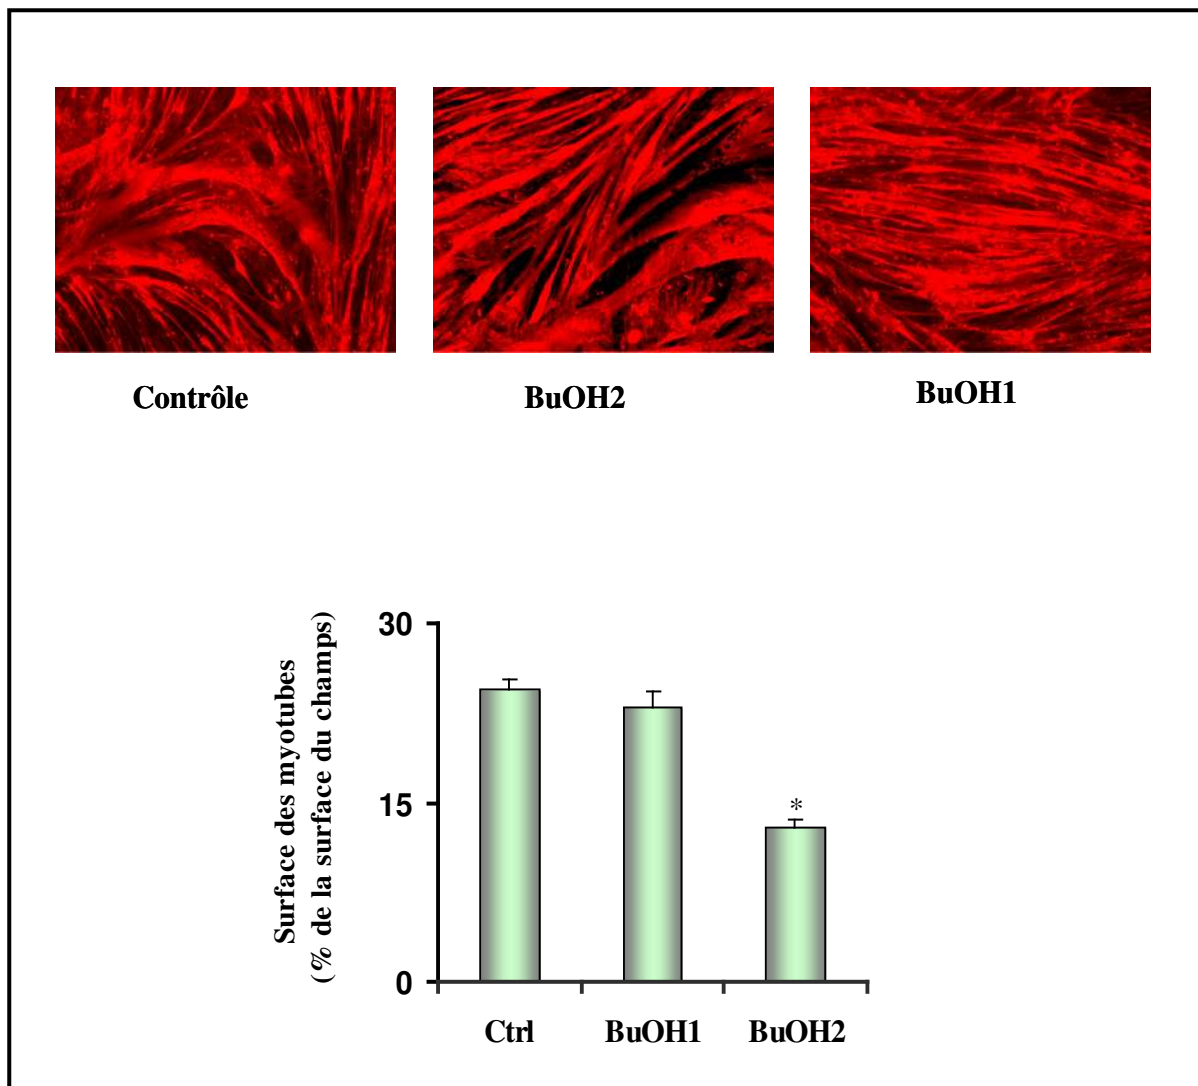 Contrôle
BuOH2
BuOH1
Surface des myotubes
(% de la surface du champs)
30
15
0
*
Ctrl
BuOH1
BuOH2